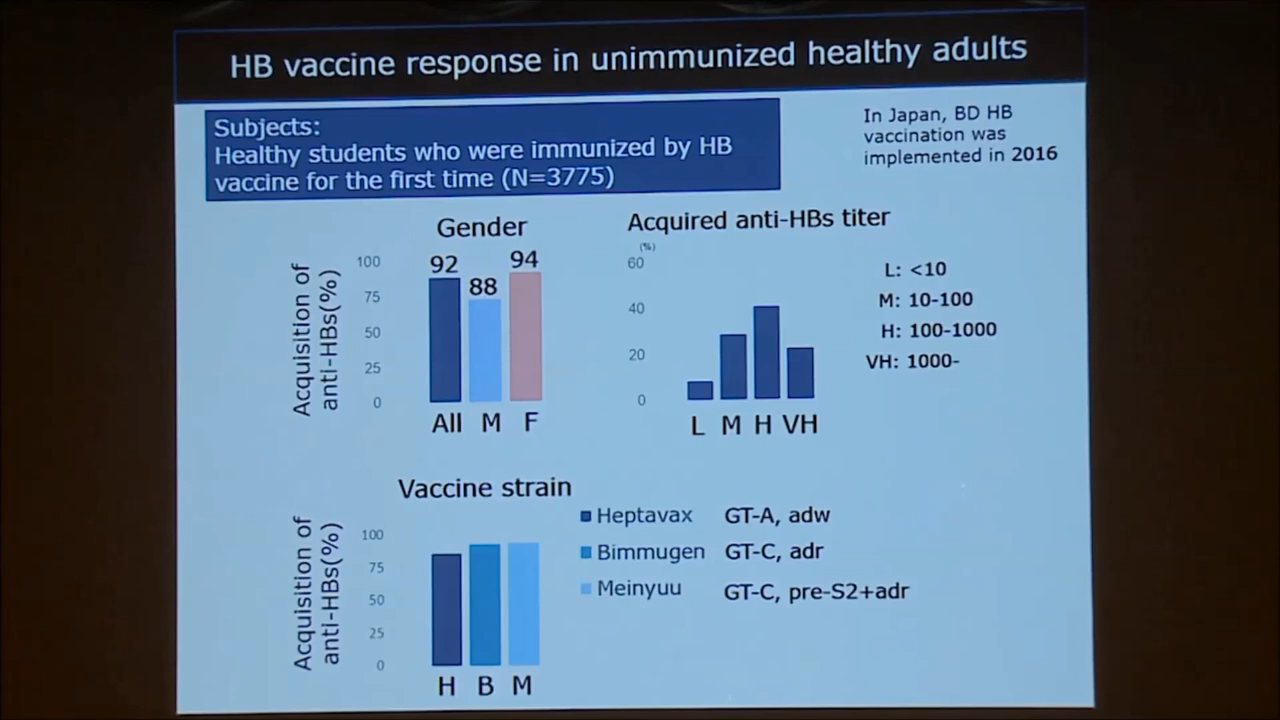 HB vaccine response in unimmunized healthy adults
Subjects:
Healthy students who were immunized by HB
vaccine for the first time (N=3775)
In Japan, BD HB
vaccination was
implemented in 2016
Gender
Acquisition of
anti-HBs(%)
100
75
50
25
0
92
88
94
All M F
Acquired anti-HBs titer
(%)
60
40
20
0
L M H VH
L: <10
M: 10-100
H: 100-1000
VH: 1000-
Vaccine strain
Acquisition of
anti-HBs(%)
100
75
50
25
0
H B M
Heptavax GT-A, adw
Bimmugen GT-C, adr
Meinyuu GT-C, pre-S2+adr